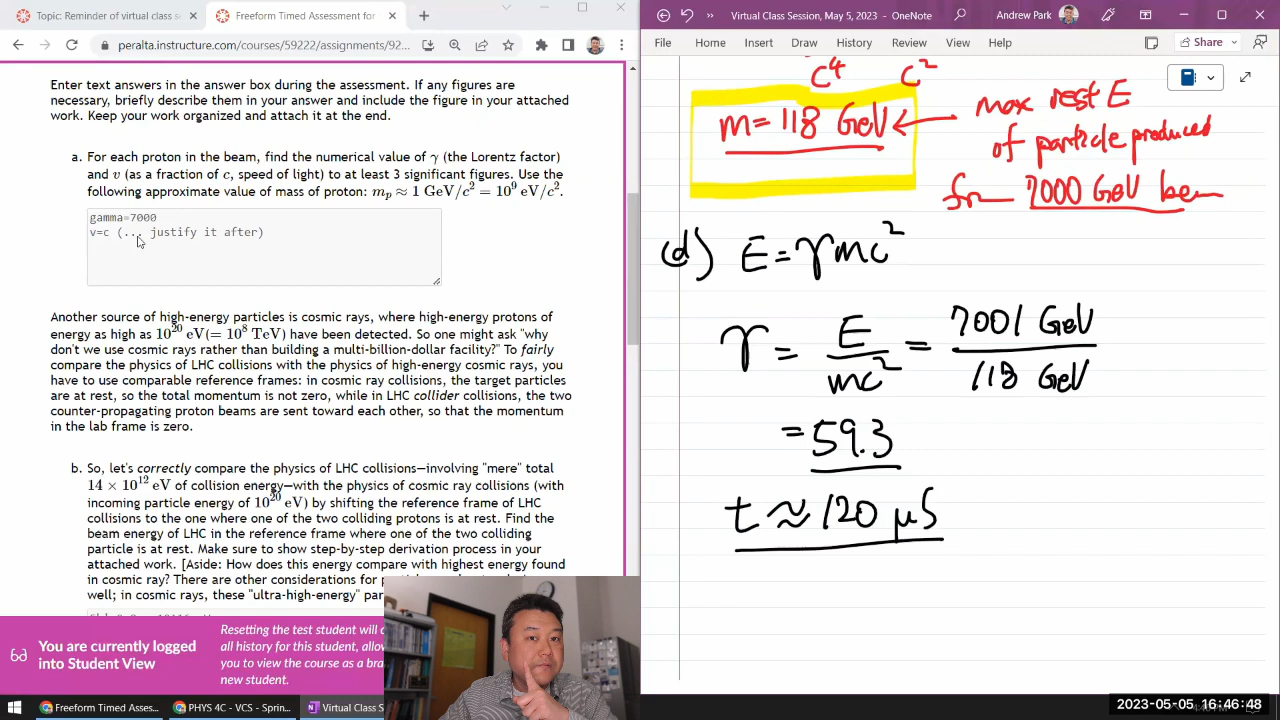 Topic: Reminder of virtual class s
Freeform Timed Assessment for
peralta.instructure.com/courses/59222/assignments/92...
Enter text answers in the answer box during the assessment. If any figures are
necessary, briefly describe them in your answer and include the figure in your attached
work. Keep your work organized and attach it at the end.
a. For each proton in the beam, find the numerical value of γ (the Lorentz factor)
and v (as a fraction of c, speed of light) to at least 3 significant figures. Use the
following approximate value of mass of proton: mₚ ≈ 1 GeV/c² = 10⁹ eV/c².
gamma=7000
v=c (... justify it after)
Another source of high-energy particles is cosmic rays, where high-energy protons of
energy as high as 10²⁰ eV(= 10⁸ TeV) have been detected. So one might ask "why
don't we use cosmic rays rather than building a multi-billion-dollar facility?" To fairly
compare the physics of LHC collisions with the physics of high-energy cosmic rays, you
have to use comparable reference frames: in cosmic ray collisions, the target particles
are at rest, so the total momentum is not zero, while in LHC collider collisions, the two
counter-propagating proton beams are sent toward each other, so that the momentum
in the lab frame is zero.
b. So, let's correctly compare the physics of LHC collisions—involving "mere" total
14 × 10¹² eV of collision energy—with the physics of cosmic ray collisions (with
incoming particle energy of 10²⁰ eV) by shifting the reference frame of LHC
collisions to the one where one of the two colliding protons is at rest. Find the
beam energy of LHC in the reference frame where one of the two colliding
particle is at rest. Make sure to show step-by-step derivation process in your
attached work. [Aside: How does this energy compare with highest energy found
in cosmic ray? There are other considerations for
well; in cosmic rays, these "ultra-high-energy" par
You are currently logged
into Student View
Resetting the test student will
all history for this student, allo
you to view the course as a bra
new student.
Freeform Timed Asses...
PHYS 4C - VCS - Sprin...
Virtual Class Session,
Virtual Class Session, May 5, 2023 - OneNote
Andrew Park
File Home Insert Draw History Review View Help
Share
c⁴ c²
m = 118 GeV
max rest E
of particle produced
for 7000 GeV beam
(d) E = γmc²
γ = E/mc² = 7001 GeV/118 GeV
= 59.3
t ≈ 120 μs
2023-05-05 16:46:48